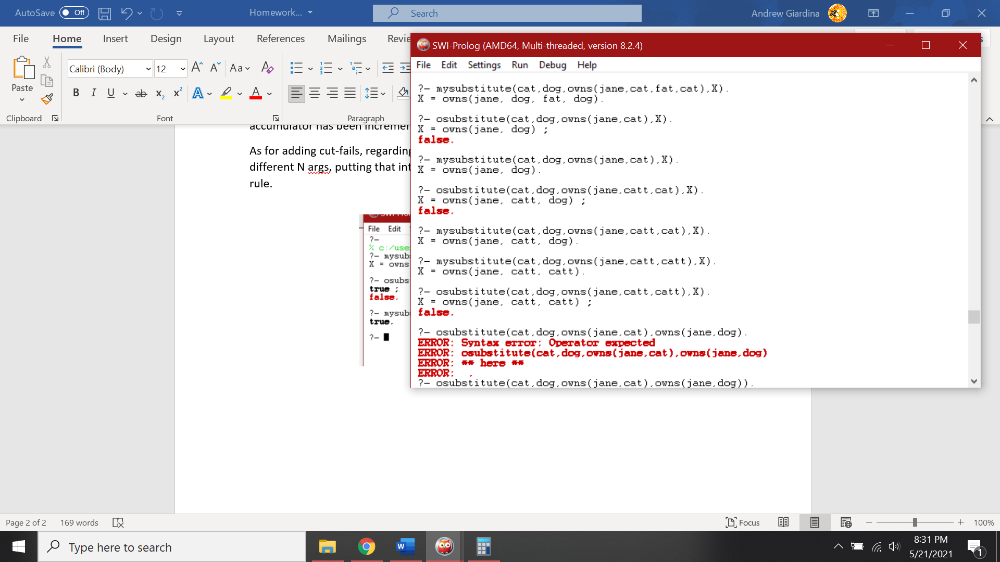 AutoSave Off Homework... Search Andrew Giardina
File Home Insert Design Layout References Mailings
Calibri (Body) 12 Aa
Paste
B I U ab x₂ x² A A
Clipboard Font Paragraph
accumulator has been
As for adding cut-fails, regarding
different N args, putting that
rule.
File Edit
?-
% c:/use
?-
X = owns
?-
true ;
false.
?-
true.
?-
SWI-Prolog (AMD64, Multi-threaded, version 8.2.4)
File Edit Settings Run Debug Help
?- mysubstitute(cat,dog,owns(jane,cat,fat,cat),X).
X = owns(jane, dog, fat, dog).
?- osubstitute(cat,dog,owns(jane,cat),X).
X = owns(jane, dog) ;
false.
?- mysubstitute(cat,dog,owns(jane,cat),X).
X = owns(jane, dog).
?- osubstitute(cat,dog,owns(jane,catt,cat),X).
X = owns(jane, catt, dog) ;
false.
?- mysubstitute(cat,dog,owns(jane,catt,cat),X).
X = owns(jane, catt, dog).
?- mysubstitute(cat,dog,owns(jane,catt,catt),X).
X = owns(jane, catt, catt).
?- osubstitute(cat,dog,owns(jane,catt,catt),X).
X = owns(jane, catt, catt) ;
false.
?- osubstitute(cat,dog,owns(jane,cat),owns(jane,dog).
ERROR: Syntax error: Operator expected
ERROR: osubstitute(cat,dog,owns(jane,cat),owns(jane,dog)
ERROR: ** here **
ERROR:  .
?- osubstitute(cat,dog,owns(jane,cat),owns(jane,dog)).
Page 2 of 2 169 words Focus 100%
Type here to search
8:31 PM
5/21/2021
1